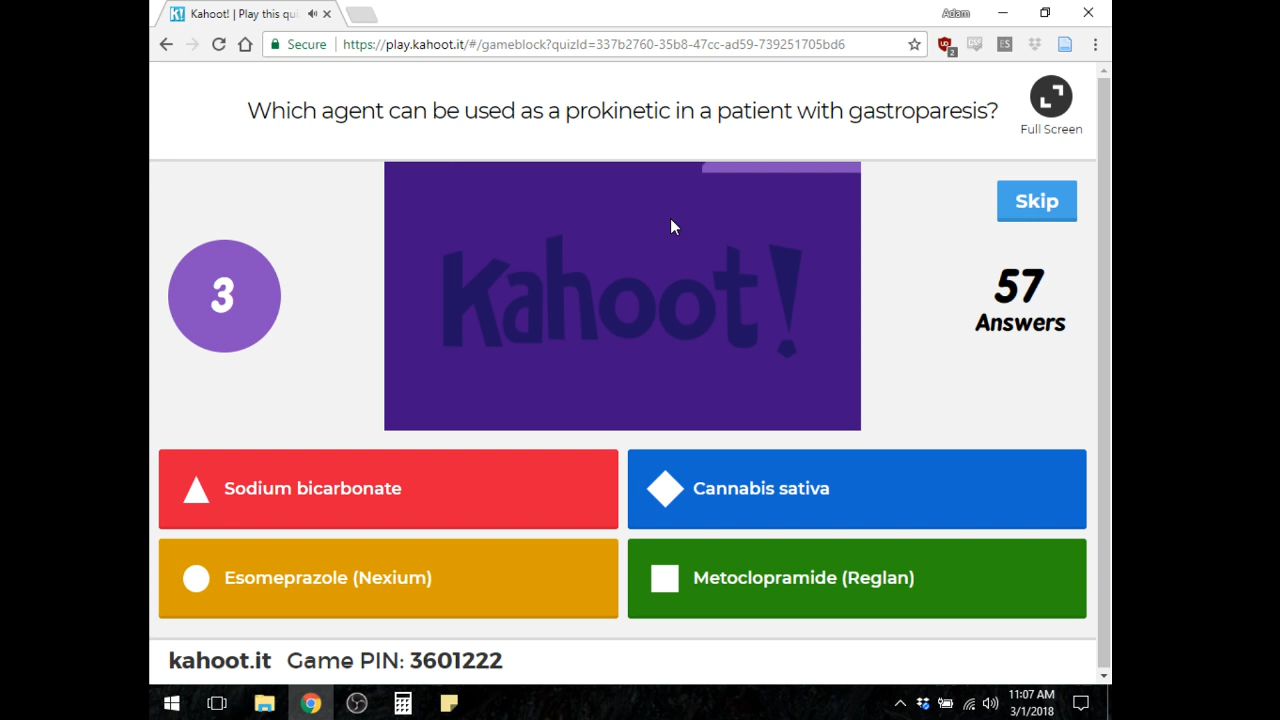 Kahoot! | Play this qui
Adam
Secure
https://play.kahoot.it/#/gameblock?quizId=337b2760-35b8-47cc-ad59-739251705bd6
2
ES
Which agent can be used as a prokinetic in a patient with gastroparesis?
Full Screen
Kahoot!
Skip
3
57
Answers
Sodium bicarbonate
Cannabis sativa
Esomeprazole (Nexium)
Metoclopramide (Reglan)
kahoot.it Game PIN: 3601222
11:07 AM
3/1/2018